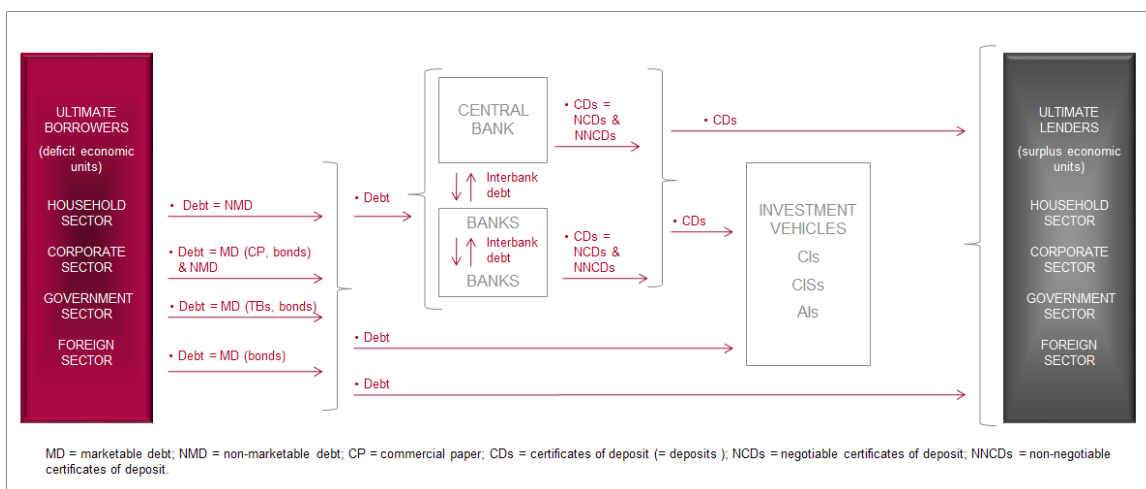 ULTIMATE
BORROWERS
(deficit economic
units)
HOUSEHOLD
SECTOR
CORPORATE
SECTOR
GOVERNMENT
SECTOR
FOREIGN
SECTOR
• Debt = NMD
• Debt = MD (CP, bonds)
& NMD
• Debt = MD (TBs, bonds)
• Debt = MD (bonds)
• Debt
• Debt
• Debt
CENTRAL
BANK
Interbank
debt
BANKS
Interbank
debt
BANKS
• CDs =
NCDs &
NNCDs
• CDs =
NCDs &
NNCDs
• CDs
• CDs
INVESTMENT
VEHICLES
CIs
CISs
AIs
ULTIMATE
LENDERS
(surplus economic
units)
HOUSEHOLD
SECTOR
CORPORATE
SECTOR
GOVERNMENT
SECTOR
FOREIGN
SECTOR
MD = marketable debt; NMD = non-marketable debt; CP = commercial paper; CDs = certificates of deposit (= deposits ); NCDs = negotiable certificates of deposit; NNCDs = non-negotiable
certificates of deposit.